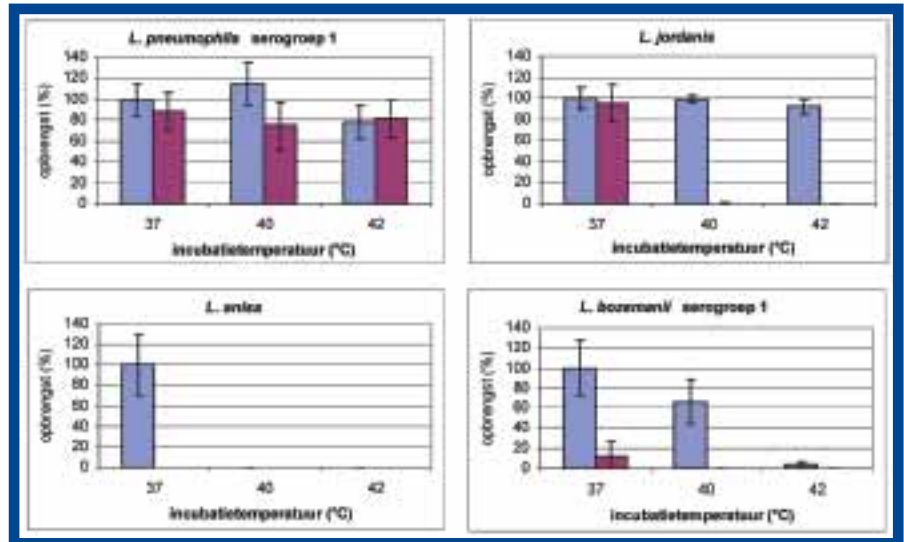 L. pneumophila serogroep 1
opbrengst (%)
140
120
100
80
60
40
20
0
37 40 42
incubatietemperatuur (°C)
L. jordanis
opbrengst (%)
140
120
100
80
60
40
20
0
37 40 42
incubatietemperatuur (°C)
L. anisa
opbrengst (%)
140
120
100
80
60
40
20
0
37 40 42
incubatietemperatuur (°C)
L. bozemanii serogroep 1
opbrengst (%)
140
120
100
80
60
40
20
0
37 40 42
incubatietemperatuur (°C)